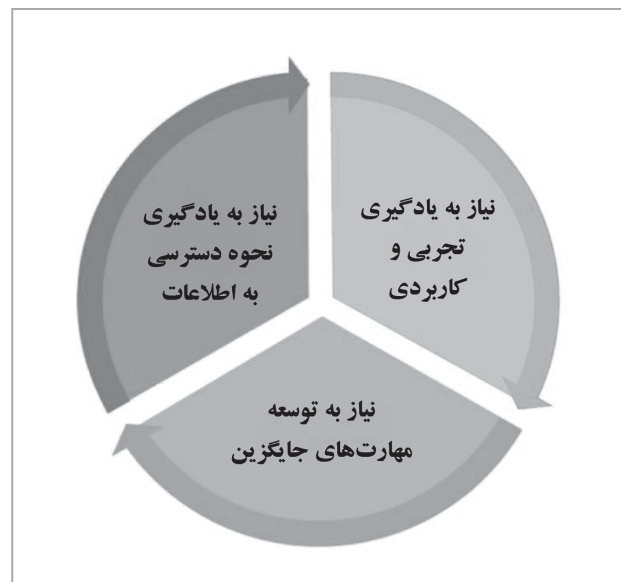 نیاز به یادگیری
تجربی و
کاربردی
نیاز به توسعه
مهارت‌های جایگزین
نیاز به یادگیری
نحوه دسترسی
به اطلاعات